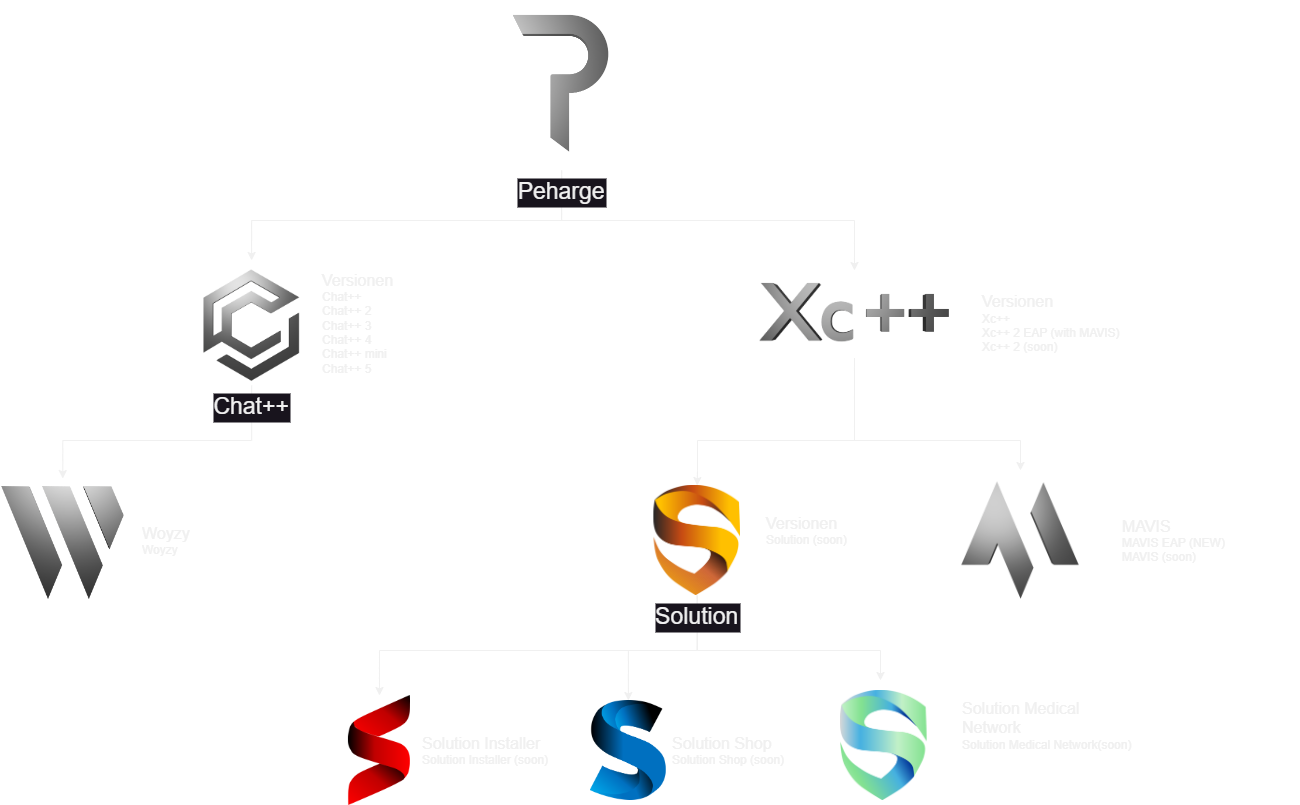 Peharge
Versionen
Chat++
Chat++ 2
Chat++ 3
Chat++ 4
Chat++ mini
Chat++ 5
Chat++
Xc++
Versionen
Xc++
Xc++ 2 EAP (with MAVIS)
Xc++ 2 (soon)
Woyzy
Woyzy
Versionen
Solution (soon)
Solution
MAVIS
MAVIS EAP (NEW)
MAVIS (soon)
Solution Installer
Solution Installer (soon)
Solution Shop
Solution Shop (soon)
Solution Medical
Network
Solution Medical Network(soon)